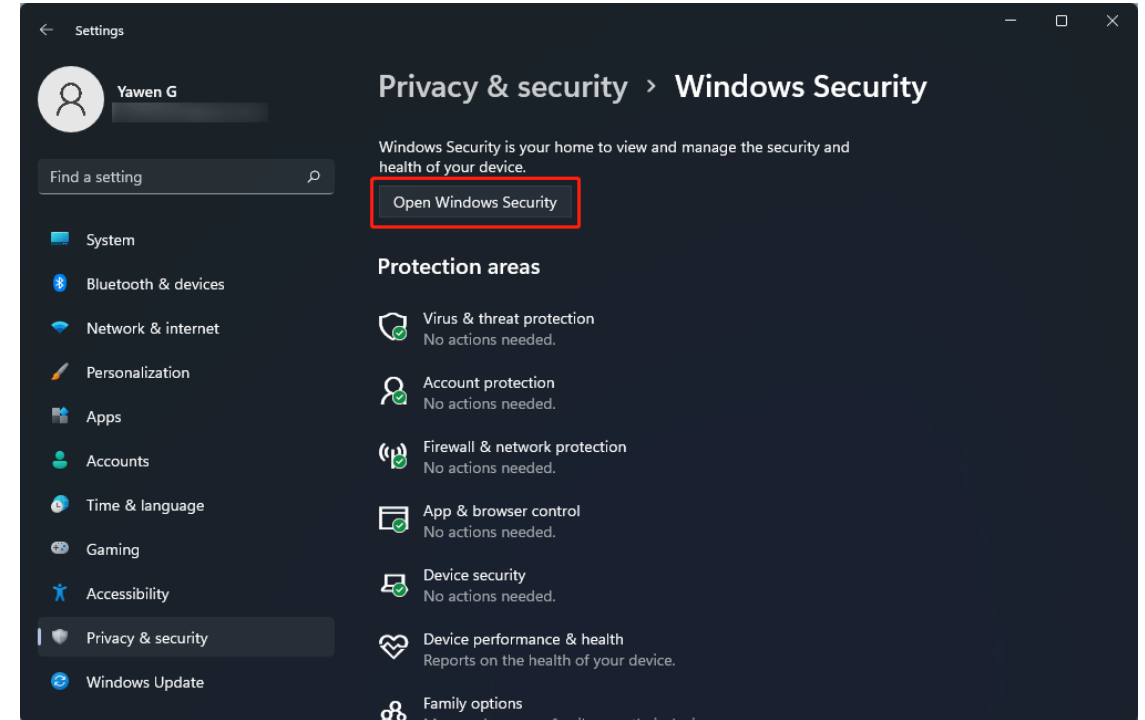 Settings
Yawen G
Find a setting
System
Bluetooth & devices
Network & internet
Personalization
Apps
Accounts
Time & language
Gaming
Accessibility
Privacy & security
Windows Update
Privacy & security > Windows Security
Windows Security is your home to view and manage the security and
health of your device.
Open Windows Security
Protection areas
Virus & threat protection
No actions needed.
Account protection
No actions needed.
Firewall & network protection
No actions needed.
App & browser control
No actions needed.
Device security
No actions needed.
Device performance & health
Reports on the health of your device.
Family options